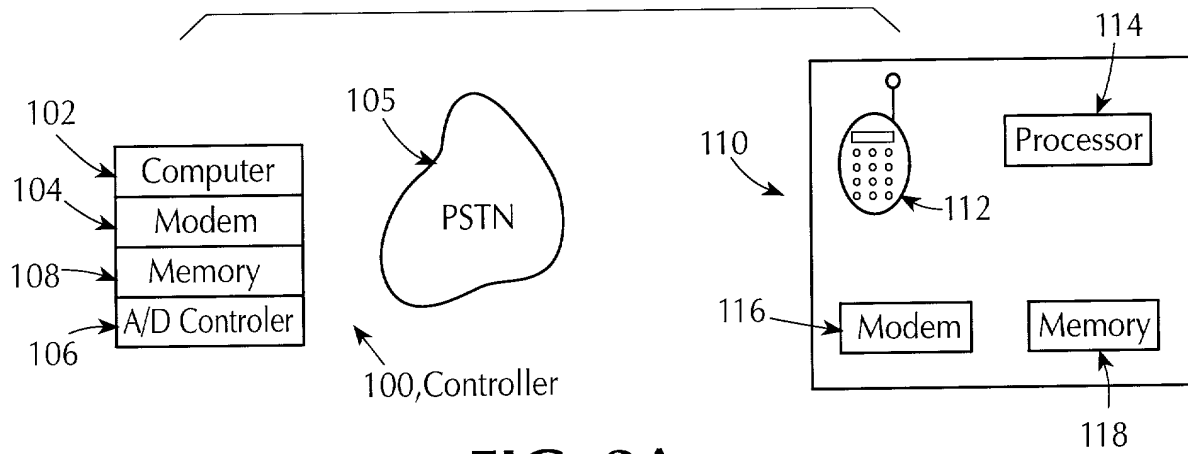 114
102
105
Computer
Processor
104
110
Modem
PSTN
112
108
Memory
A/D Controler
116
Modem
Memory
106
100,Controller
118
FIG.